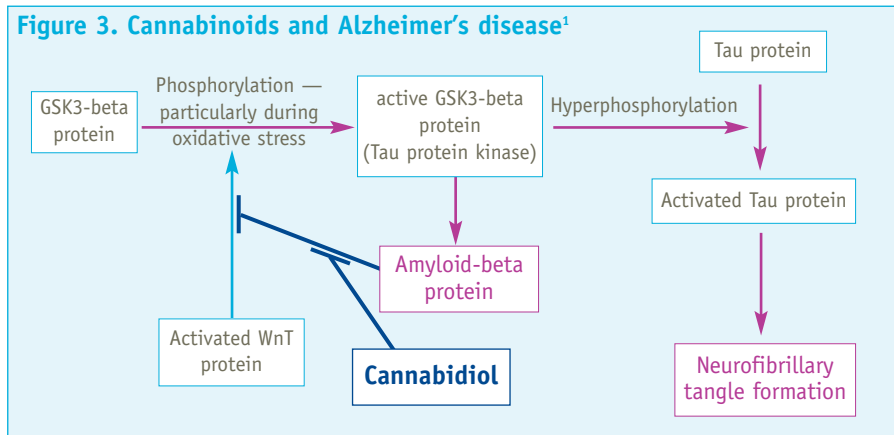 Figure 3. Cannabinoids and Alzheimer's disease¹
GSK3-beta
protein
Phosphorylation —
particularly during
oxidative stress
active GSK3-beta
protein
(Tau protein kinase)
Hyperphosphorylation
Tau protein
Activated Tau protein
Amyloid-beta
protein
Activated WnT
protein
Cannabidiol
Neurofibrillary
tangle formation